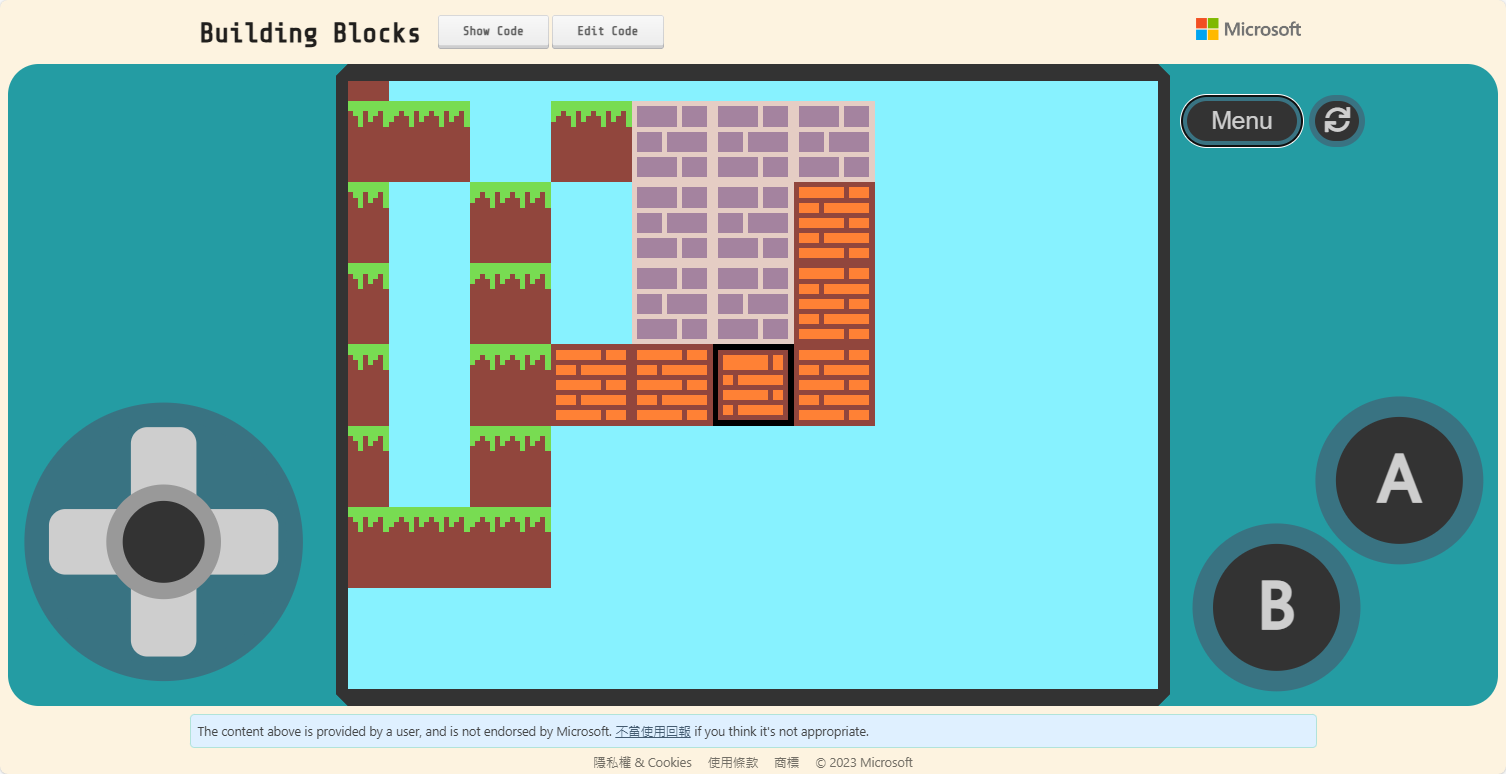 Building Blocks
Show Code
Edit Code
Microsoft
Menu
A
B
The content above is provided by a user, and is not endorsed by Microsoft. 不當使用回報 if you think it's not appropriate.
隱私權 & Cookies 使用條款 商標 © 2023 Microsoft